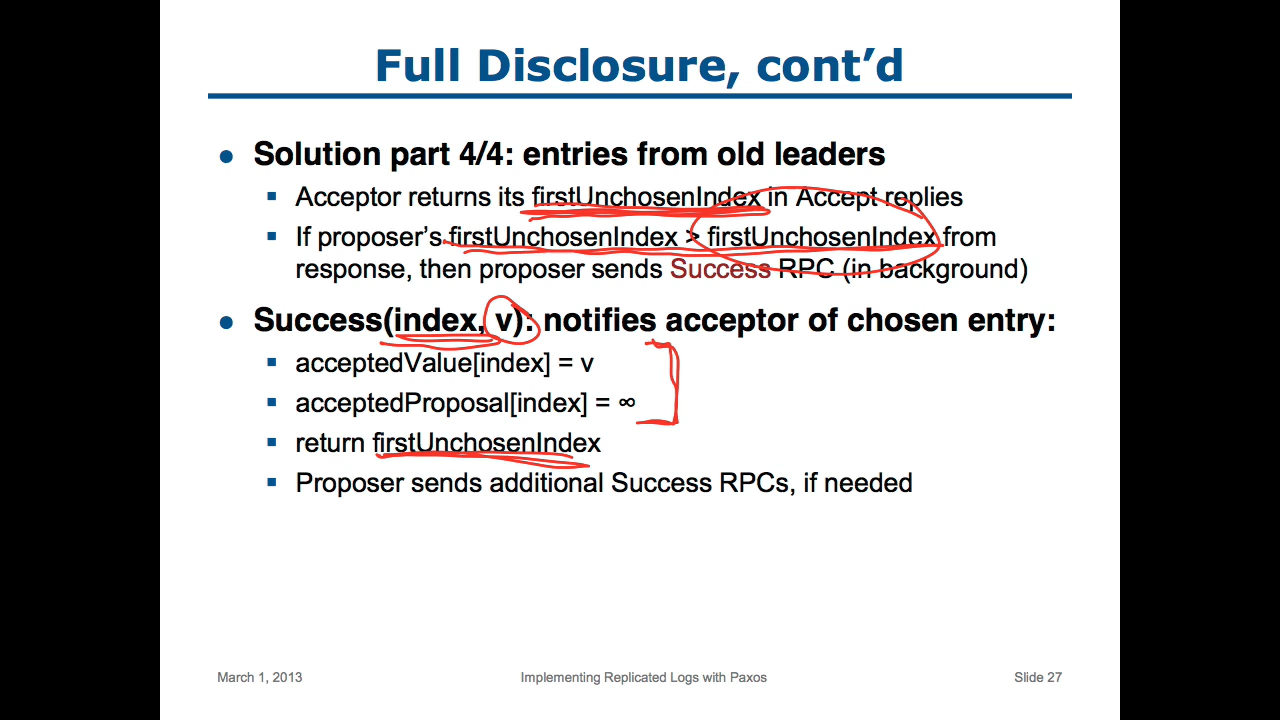 Full Disclosure, cont’d
● Solution part 4/4: entries from old leaders
▪ Acceptor returns its firstUnchosenIndex in Accept replies
▪ If proposer’s firstUnchosenIndex > firstUnchosenIndex from
response, then proposer sends Success RPC (in background)
● Success(index, v): notifies acceptor of chosen entry:
▪ acceptedValue[index] = v
▪ acceptedProposal[index] = ∞
▪ return firstUnchosenIndex
▪ Proposer sends additional Success RPCs, if needed
March 1, 2013 Implementing Replicated Logs with Paxos Slide 27